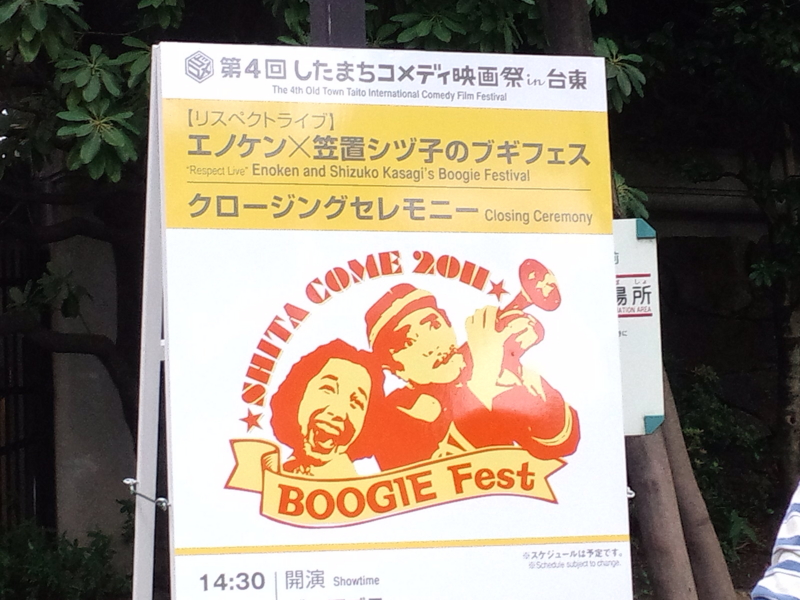 第4回 したまちコメディ映画祭 in 台東
The 4th Old Town Taito International Comedy Film Festival
【リスペクトライブ】
エノケン×笠置シヅ子のブギフェス
“Respect Live” Enoken and Shizuko Kasagi's Boogie Festival
クロージングセレモニー Closing Ceremony
★SHITA COME 2011★
BOOGIE Fest
※スケジュールは予定です。
※Schedule subject to change.
14:30 開演 Showtime
場所